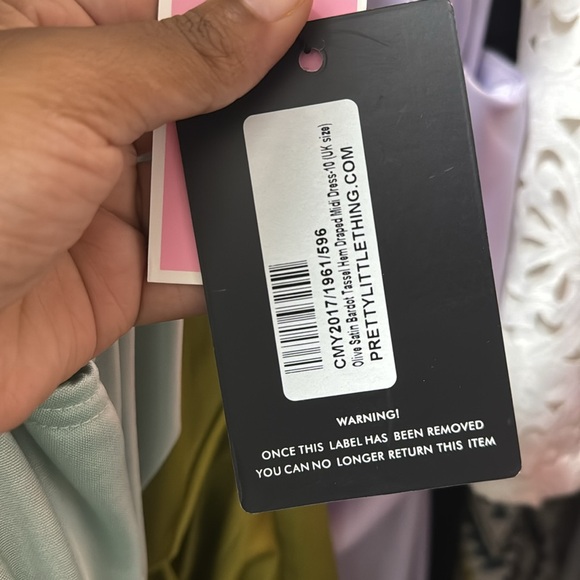 CMY2017/1961/596
Olive Satin Bardot Tassel Hem Draped Midi Dress-10 (UK size)
PRETTYLITTLETHING.COM
WARNING!
ONCE THIS LABEL HAS BEEN REMOVED
YOU CAN NO LONGER RETURN THIS ITEM